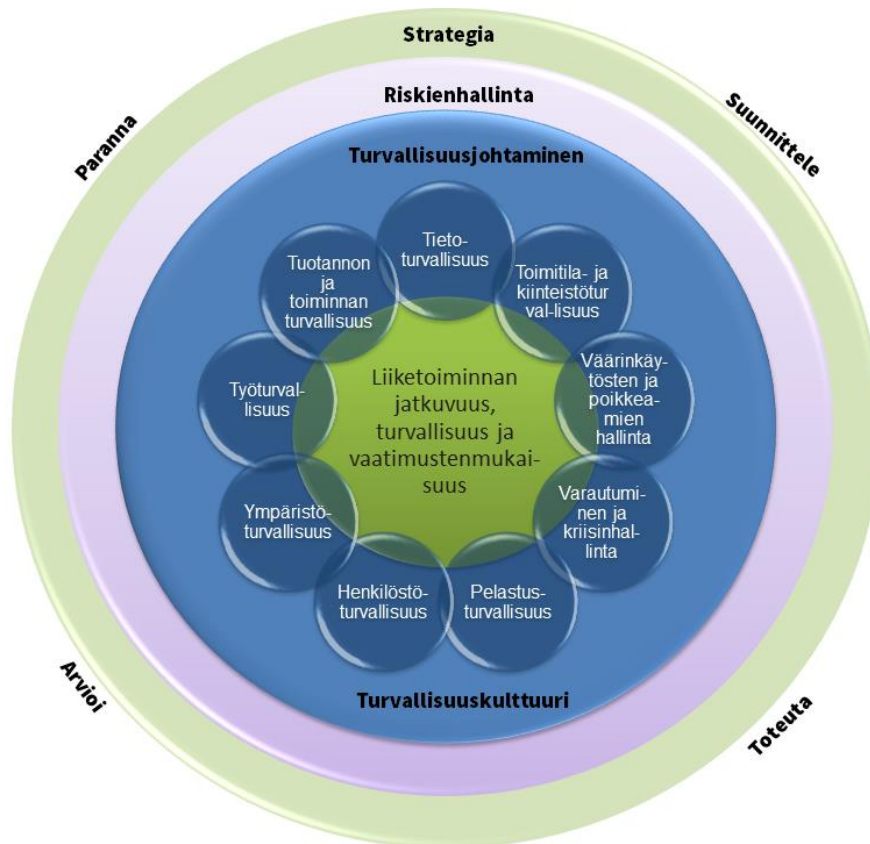 Strategia
Riskienhallinta
Turvallisuusjohtaminen
Paranna
Suunnittele
Tieto-
turvallisuus
Toimitila- ja
kiinteistötur
val-lisuus
Väärinkäy-
tösten ja
poikkea-
mien
hallinta
Varautumi-
nen ja
kriisinhal-
linta
Pelastus-
turvallisuus
Henkilöstö-
turvallisuus
Ympäristö-
turvallisuus
Työturval-
lisuus
Tuotannon
ja
toiminnan
turvallisuus
Liiketoiminnan
jatkuvuus,
turvallisuus ja
vaatimustenmukai-
suus
Turvallisuuskulttuuri
Arvioi
Toteuta